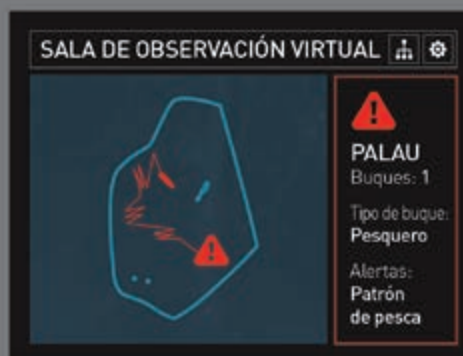 SALA DE OBSERVACIÓN VIRTUAL
PALAU
Buques: 1
Tipo de buque:
Pesquero
Alertas:
Patrón
de pesca